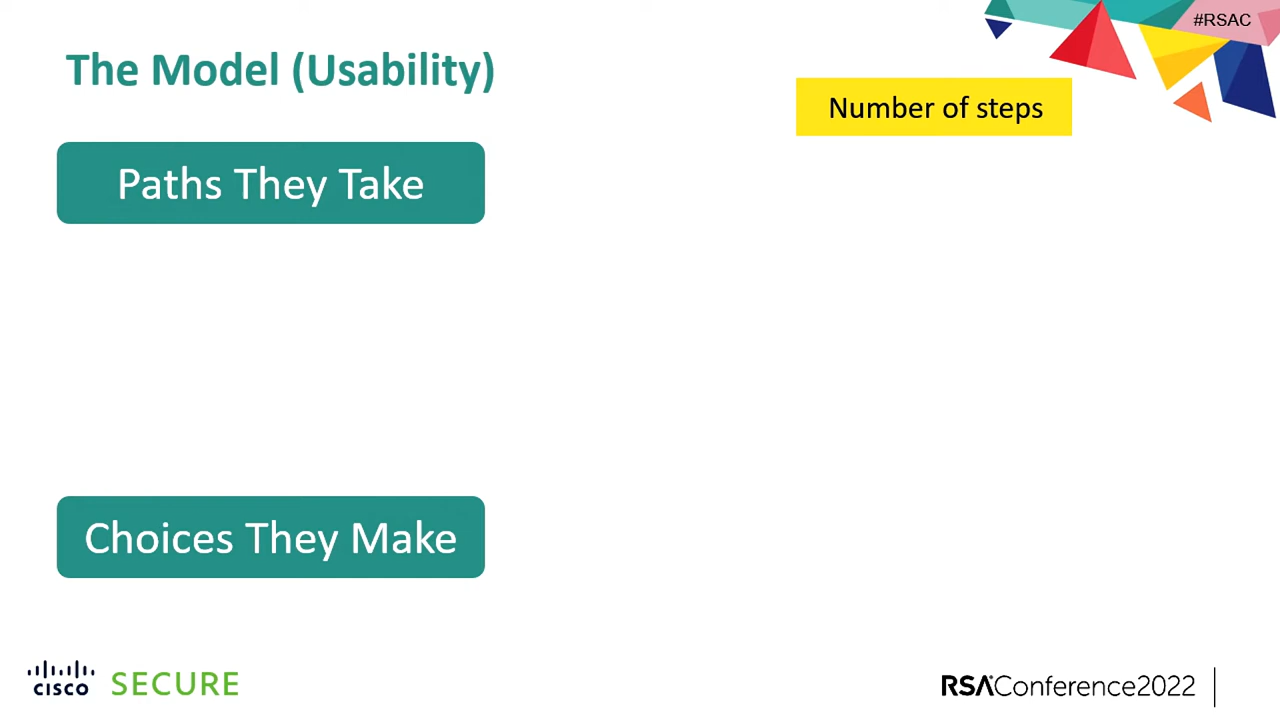 #RSAC
The Model (Usability)
Number of steps
Paths They Take
Choices They Make
CISCO SECURE
RSAConference2022